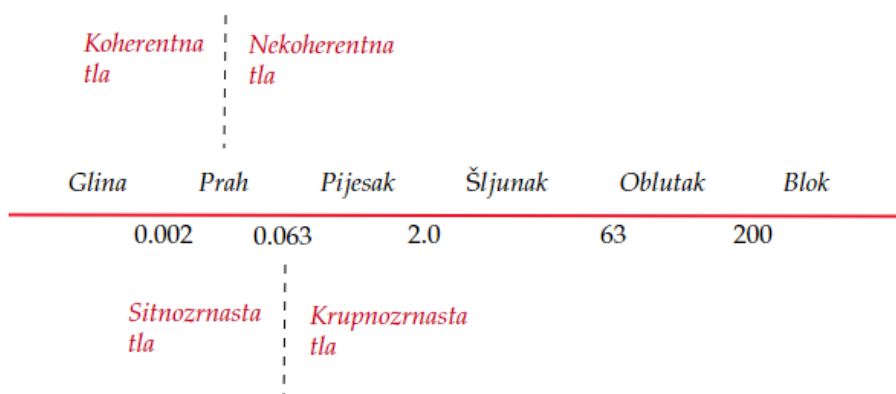 Koherentna Nekoherentna
tla tla
Glina Prah Pijesak Šljunak Oblutak Blok
0.002 0.063 2.0 63 200
Sitnozrnasta Krupnozrnasta
tla tla